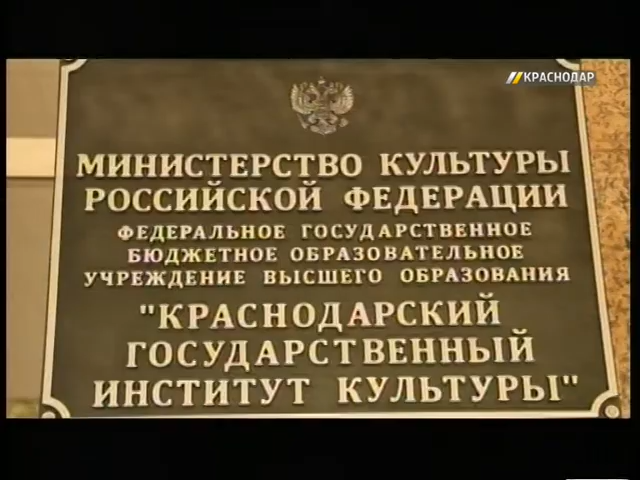 КРАСНОДАР
МИНИСТЕРСТВО КУЛЬТУРЫ
РОССИЙСКОЙ ФЕДЕРАЦИИ
ФЕДЕРАЛЬНОЕ ГОСУДАРСТВЕННОЕ
БЮДЖЕТНОЕ ОБРАЗОВАТЕЛЬНОЕ
УЧРЕЖДЕНИЕ ВЫСШЕГО ОБРАЗОВАНИЯ
"КРАСНОДАРСКИЙ
ГОСУДАРСТВЕННЫЙ
ИНСТИТУТ КУЛЬТУРЫ"